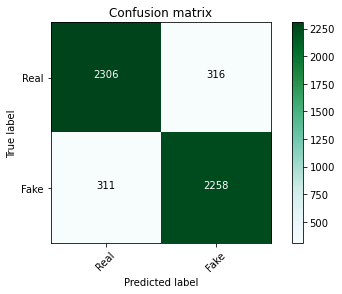 Confusion matrix
True label
Real
2306
316
Fake
311
2258
Real
Fake
Predicted label
2250
2000
1750
1500
1250
1000
750
500